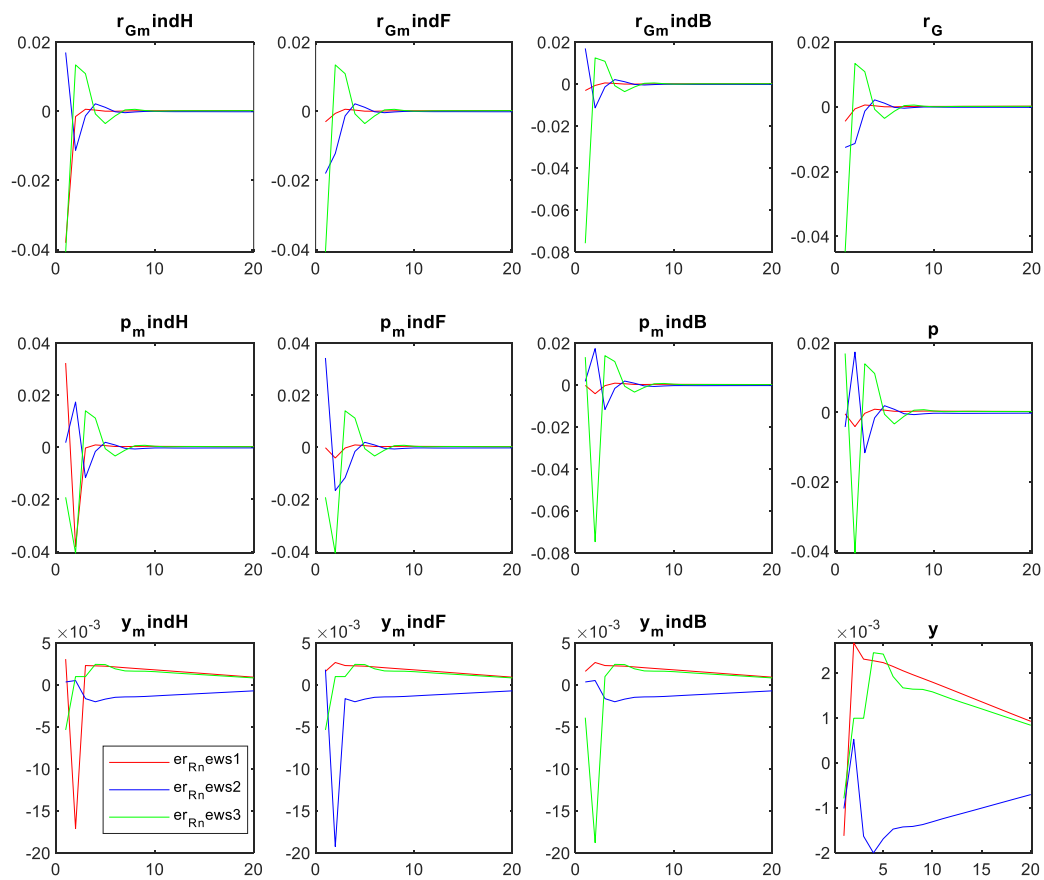 r_Gm indH r_Gm indF r_Gm indB r_G
0.02 0.02 0.02 0.02
0 0 0 0
-0.02 -0.02 -0.02 -0.02
-0.04 -0.04 -0.04 -0.04
-0.06
-0.08
0 10 20 0 10 20 0 10 20 0 10 20
p_m indH p_m indF p_m indB p
0.04 0.04 0.02 0.02
0.02 0.02 0 0
0 0 -0.02 -0.02
-0.02 -0.02 -0.04 -0.04
-0.04 -0.04 -0.06
-0.08
0 10 20 0 10 20 0 10 20 0 10 20
y_m indH y_m indF y_m indB y
×10^-3 ×10^-3 ×10^-3 ×10^-3
5 5 5 2
0 0 0 1
-5 -5 -5 0
-10 -10 -10 -1
-15 -15 -15 -2
-20 -20 -20
er_Rn ews1
er_Rn ews2
er_Rn ews3
0 10 20 0 10 20 0 10 20 5 10 15 20